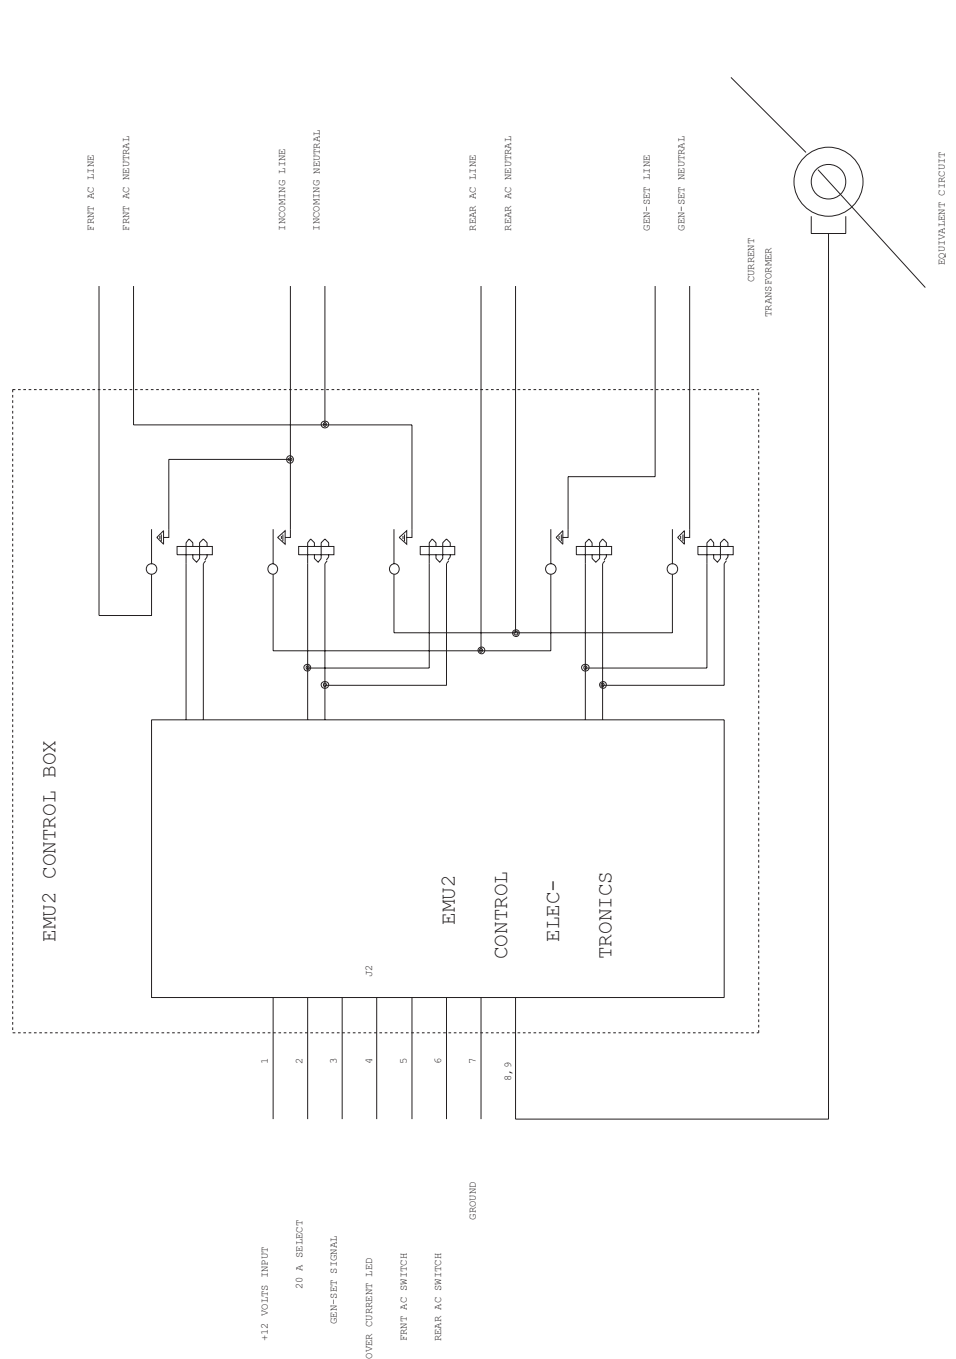 EQUIVALENT CIRCUIT
FRNT AC LINE
FRNT AC NEUTRAL
INCOMING LINE
INCOMING NEUTRAL
REAR AC LINE
REAR AC NEUTRAL
GEN-SET LINE
GEN-SET NEUTRAL
CURRENT
TRANSFORMER
EMU2 CONTROL BOX
EMU2
CONTROL
ELEC-
TRONICS
J2
1
2
3
4
5
6
7
8,9
+12 VOLTS INPUT
20 A SELECT
GEN-SET SIGNAL
OVER CURRENT LED
FRNT AC SWITCH
REAR AC SWITCH
GROUND